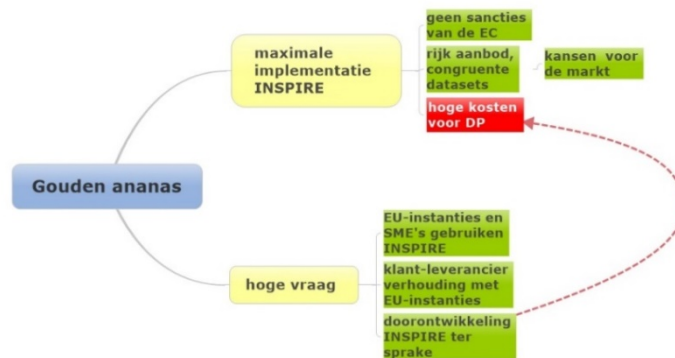 geen sancties
van de EC
maximale
implementatie
INSPIRE
rijk aanbod,
congruente
datasets
kansen voor
de markt
hoge kosten
voor DP
Gouden ananas
EU-instanties en
SME's gebruiken
INSPIRE
hoge vraag
klant-leverancier
verhouding met
EU-instanties
doorontwikkeling
INSPIRE ter
sprake